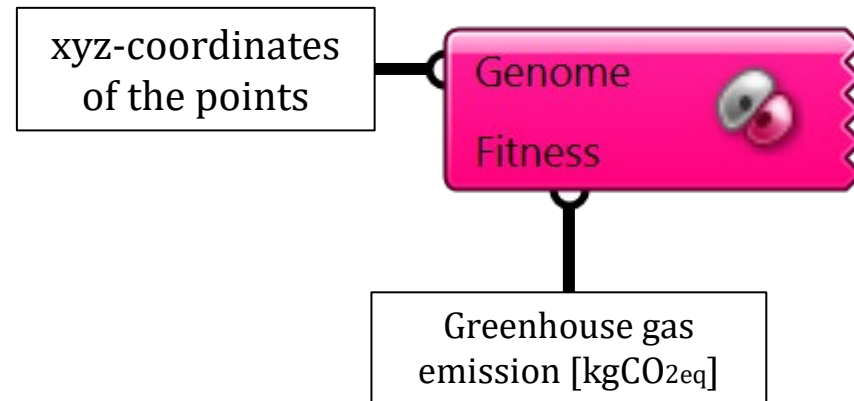 xyz-coordinates
of the points
Genome
Fitness
Greenhouse gas
emission [kgCO2eq]